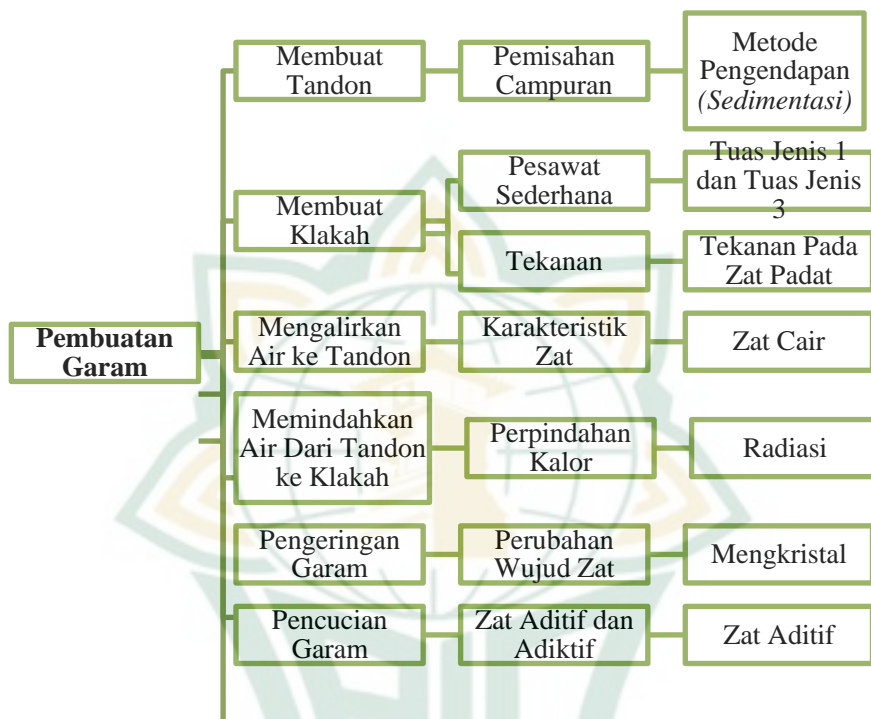 Membuat
Tandon
Pemisahan
Campuran
Metode
Pengendapan
(Sedimentasi)
Membuat
Klakah
Pesawat
Sederhana
Tuas Jenis 1
dan Tuas Jenis
3
Tekanan
Tekanan Pada
Zat Padat
Pembuatan
Garam
Mengalirkan
Air ke Tandon
Karakteristik
Zat
Zat Cair
Memindahkan
Air Dari Tandon
ke Klakah
Perpindahan
Kalor
Radiasi
Pengeringan
Garam
Perubahan
Wujud Zat
Mengkristal
Pencucian
Garam
Zat Aditif dan
Adiktif
Zat Aditif